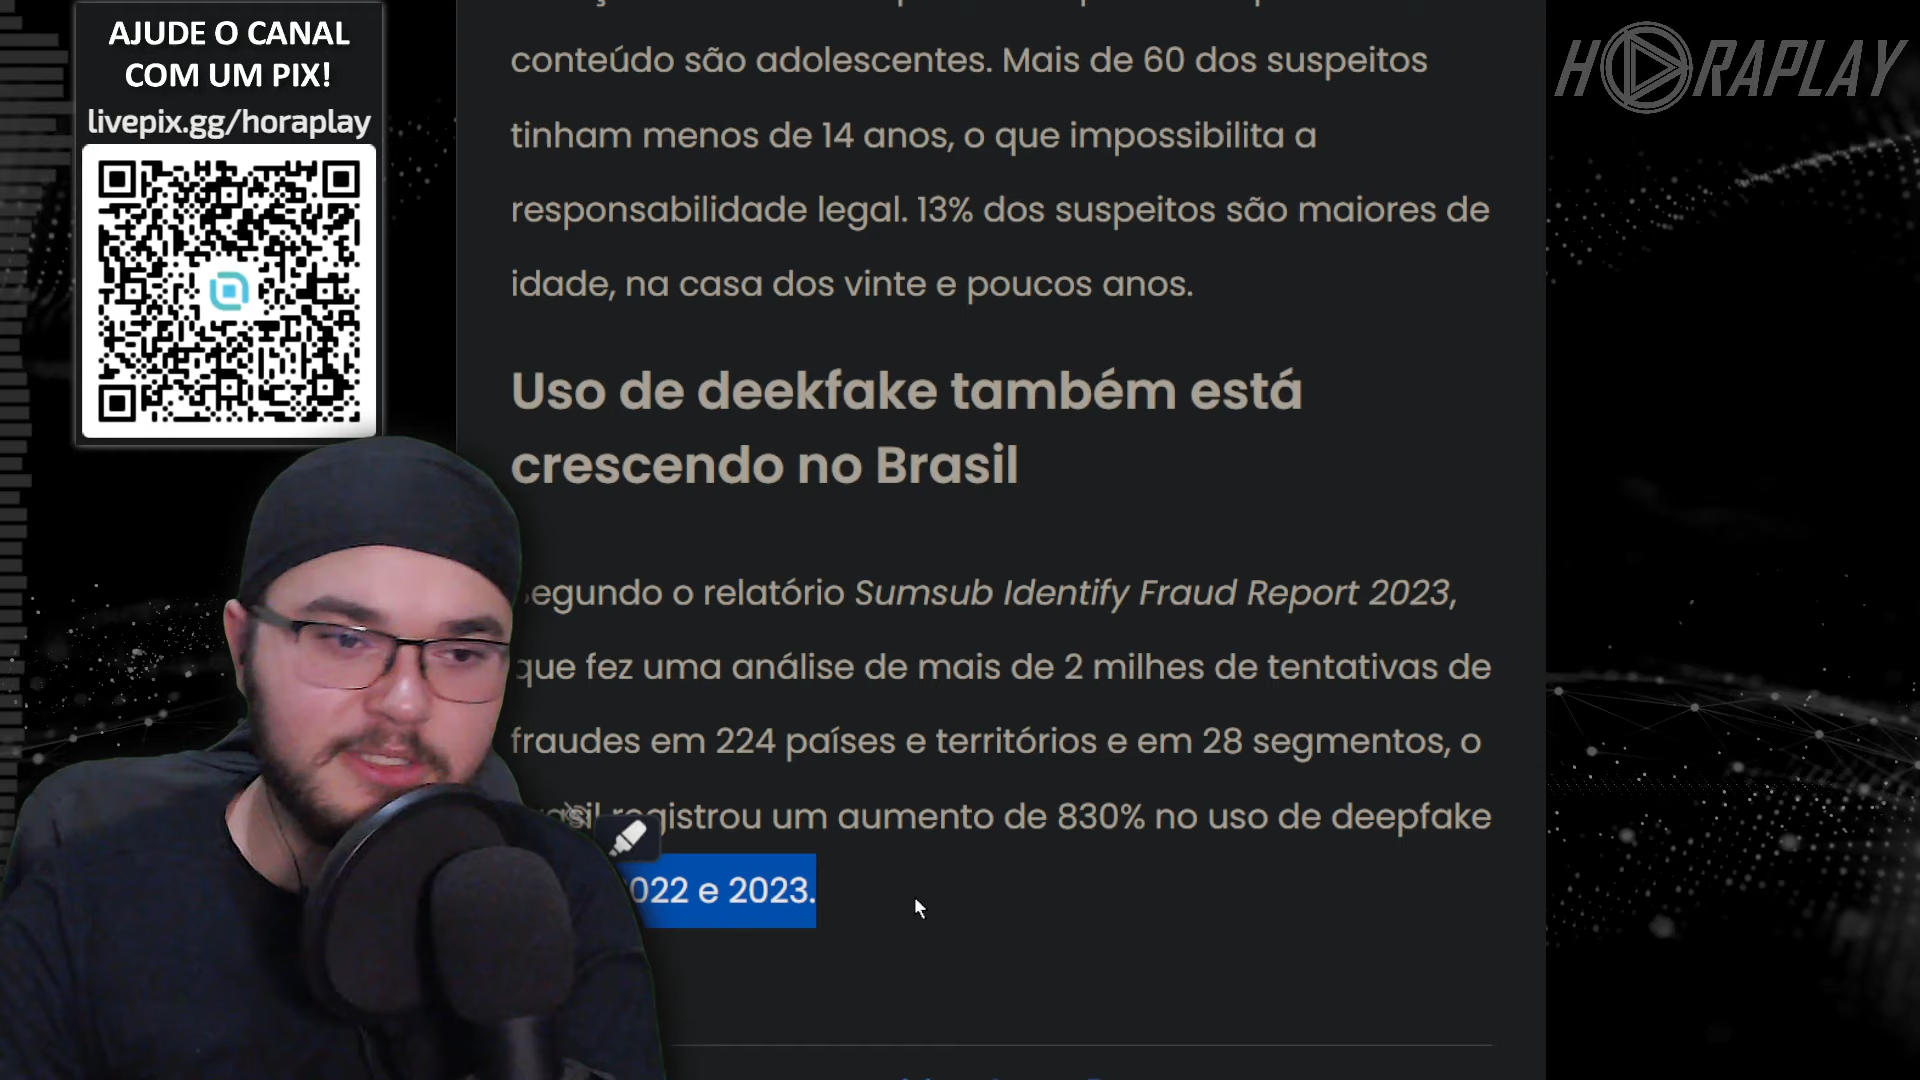 AJUDE O CANAL
COM UM PIX!
livepix.gg/horaplay
HORAPLAY
conteúdo são adolescentes. Mais de 60 dos suspeitos
tinham menos de 14 anos, o que impossibilita a
responsabilidade legal. 13% dos suspeitos são maiores de
idade, na casa dos vinte e poucos anos.
Uso de deekfake também está
crescendo no Brasil
egundo o relatório Sumsub Identify Fraud Report 2023,
que fez uma análise de mais de 2 milhes de tentativas de
fraudes em 224 países e territórios e em 28 segmentos, o
registrou um aumento de 830% no uso de deepfake
022 e 2023.